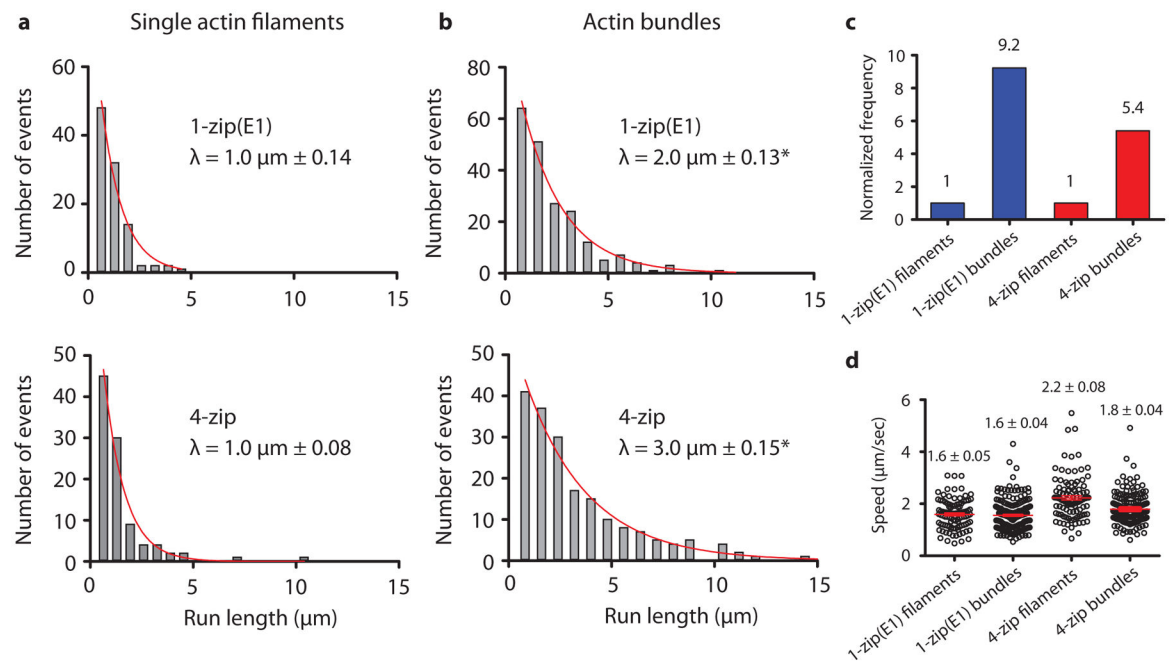 a
Single actin filaments
Number of events
60
40
20
0
0
5
10
15
1-zip(E1)
λ = 1.0 µm ± 0.14
Number of events
50
40
30
20
10
0
0
5
10
15
4-zip
λ = 1.0 µm ± 0.08
Run length (µm)
b
Actin bundles
Number of events
80
60
40
20
0
0
5
10
15
1-zip(E1)
λ = 2.0 µm ± 0.13*
Number of events
50
40
30
20
10
0
0
5
10
15
4-zip
λ = 3.0 µm ± 0.15*
Run length (µm)
c
Normalized frequency
10
8
6
4
2
0
1
9.2
1
5.4
1-zip(E1) filaments
1-zip(E1) bundles
4-zip filaments
4-zip bundles
d
Speed (µm/sec)
6
4
2
0
1.6 ± 0.05
1.6 ± 0.04
2.2 ± 0.08
1.8 ± 0.04
1-zip(E1) filaments
1-zip(E1) bundles
4-zip filaments
4-zip bundles